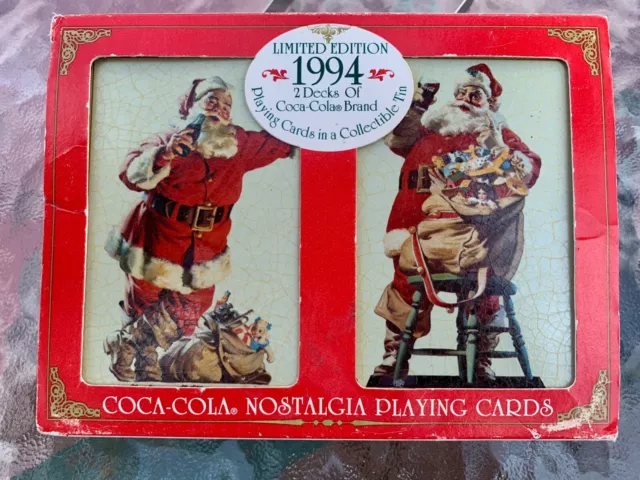 LIMITED EDITION
1994
2 Decks Of
Coca-Cola® Brand
Playing Cards in a Collectible Tin
COCA-COLA® NOSTALGIA PLAYING CARDS